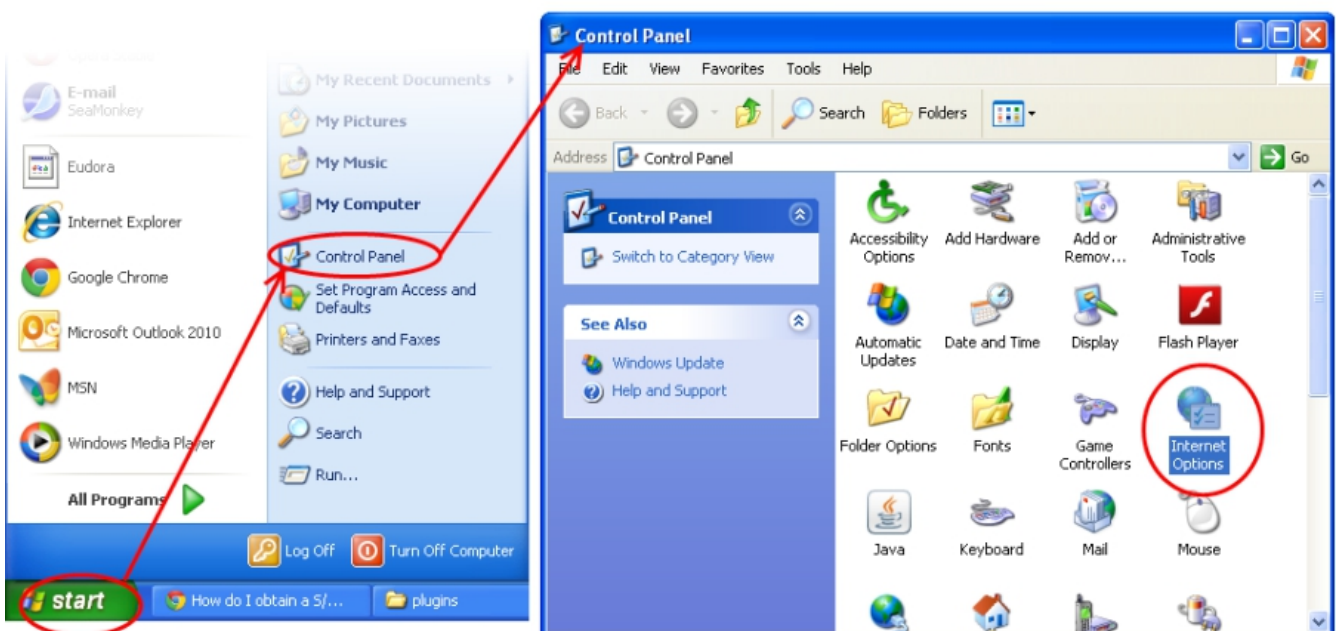 E-mail
SeaMonkey
Eudora
Internet Explorer
Google Chrome
Microsoft Outlook 2010
MSN
Windows Media Player
All Programs
My Recent Documents
My Pictures
My Music
My Computer
Control Panel
Set Program Access and
Defaults
Printers and Faxes
Help and Support
Search
Run...
Log Off
Turn Off Computer
start
How do I obtain a S/...
plugins
Control Panel
File Edit View Favorites Tools Help
Back Search Folders
Address Control Panel Go
Control Panel
Switch to Category View
See Also
Windows Update
Help and Support
Accessibility
Options
Add Hardware
Add or
Remov...
Administrative
Tools
Automatic
Updates
Date and Time
Display
Flash Player
Folder Options
Fonts
Game
Controllers
Internet
Options
Java
Keyboard
Mail
Mouse